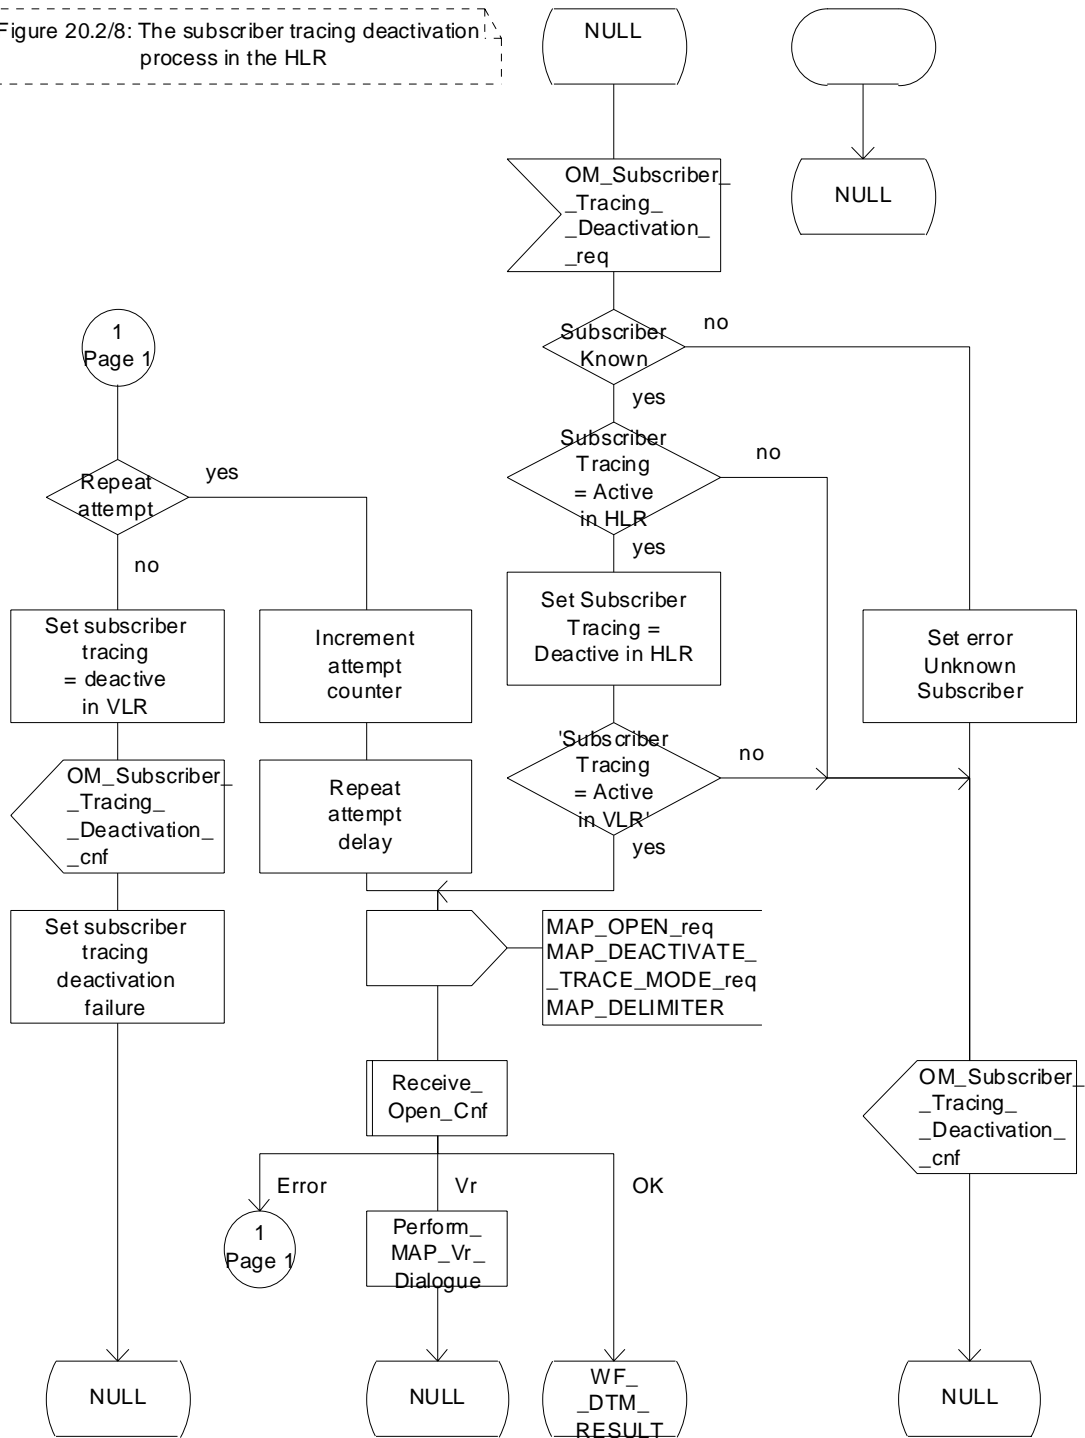 Figure 20.2/8: The subscriber tracing deactivation
process in the HLR
NULL
NULL
OM_Subscriber_
_Tracing_
_Deactivation_
_req
Subscriber
Known
no
yes
Subscriber
Tracing
= Active
in HLR
no
yes
Set Subscriber
Tracing =
Deactive in HLR
Set error
Unknown
Subscriber
'Subscriber
Tracing
= Active
in VLR'
no
yes
1
Page 1
Repeat
attempt
yes
no
Set subscriber
tracing
= deactive
in VLR
Increment
attempt
counter
OM_Subscriber_
_Tracing_
_Deactivation_
_cnf
Repeat
attempt
delay
Set subscriber
tracing
deactivation
failure
MAP_OPEN_req
MAP_DEACTIVATE_
_TRACE_MODE_req
MAP_DELIMITER
Receive_
Open_Cnf
OM_Subscriber_
_Tracing_
_Deactivation_
_cnf
Error
Vr
OK
1
Page 1
Perform_
MAP_Vr_
Dialogue
NULL
NULL
WF_
_DTM_
RESULT
NULL